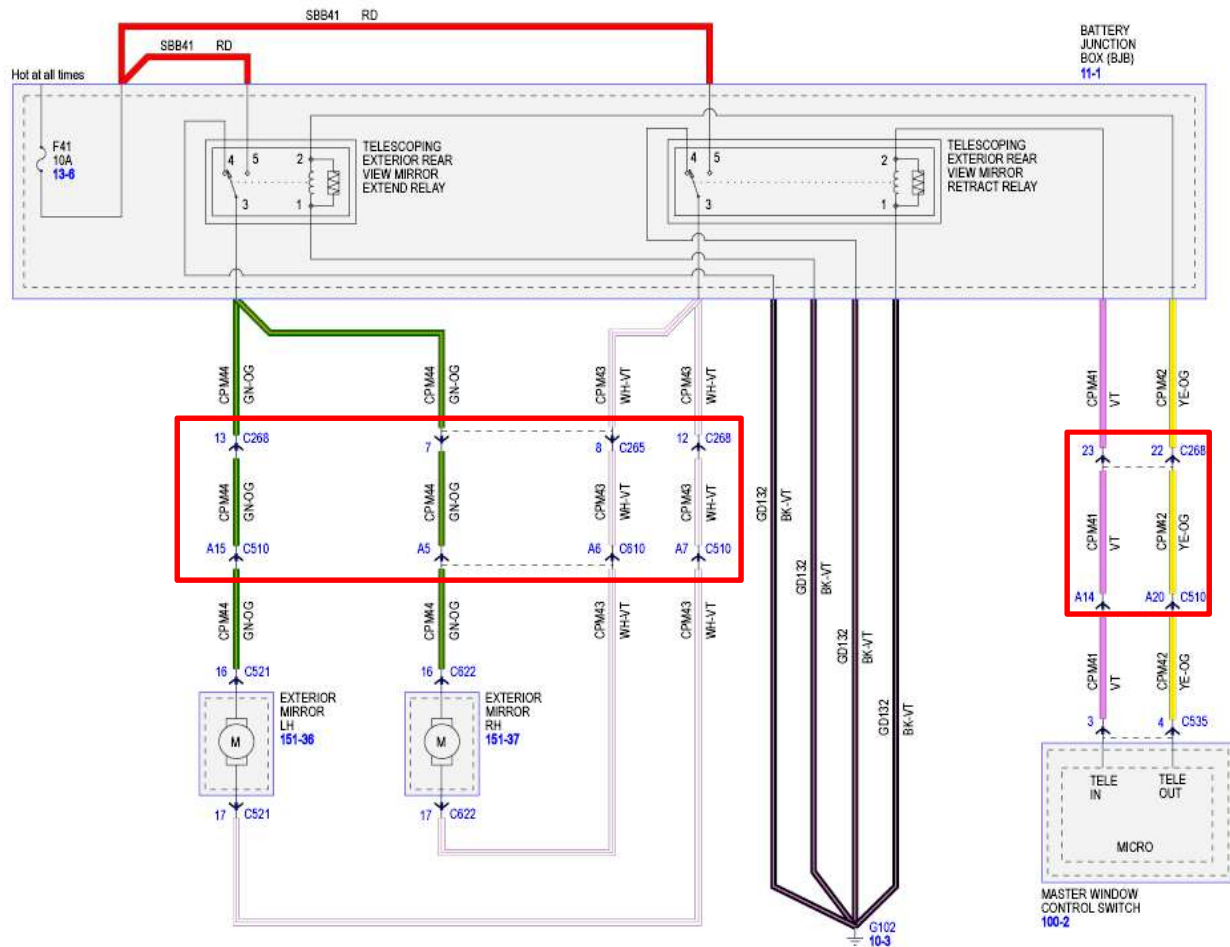 SBB41 RD
SBB41 RD
BATTERY
JUNCTION
BOX (BJB)
11-1
Hot at all times
F41
10A
13-6
4 5 2
3 1
TELESCOPING
EXTERIOR REAR
VIEW MIRROR
EXTEND RELAY
4 5 2
3 1
TELESCOPING
EXTERIOR REAR
VIEW MIRROR
RETRACT RELAY
CPM44 GN-OG
CPM44 GN-OG
CPM43 WH-VT
CPM43 WH-VT
CPM41 VT
CPM42 YE-OG
13 C268
7
8 C265
12 C268
23
22 C268
CPM44 GN-OG
CPM44 GN-OG
CPM43 WH-VT
CPM43 WH-VT
GD132 BK-VT
GD132 BK-VT
GD132 BK-VT
GD132 BK-VT
CPM41 VT
CPM42 YE-OG
A15 C510
A5
A6 C610
A7 C510
A14
A20 C510
CPM44 GN-OG
CPM44 GN-OG
CPM43 WH-VT
CPM43 WH-VT
CPM41 VT
CPM42 YE-OG
16 C521
16 C622
3
4 C535
M
EXTERIOR
MIRROR
LH
151-36
M
EXTERIOR
MIRROR
RH
151-37
TELE
IN
TELE
OUT
MICRO
17 C521
17 C622
MASTER WINDOW
CONTROL SWITCH
100-2
G102
10-3